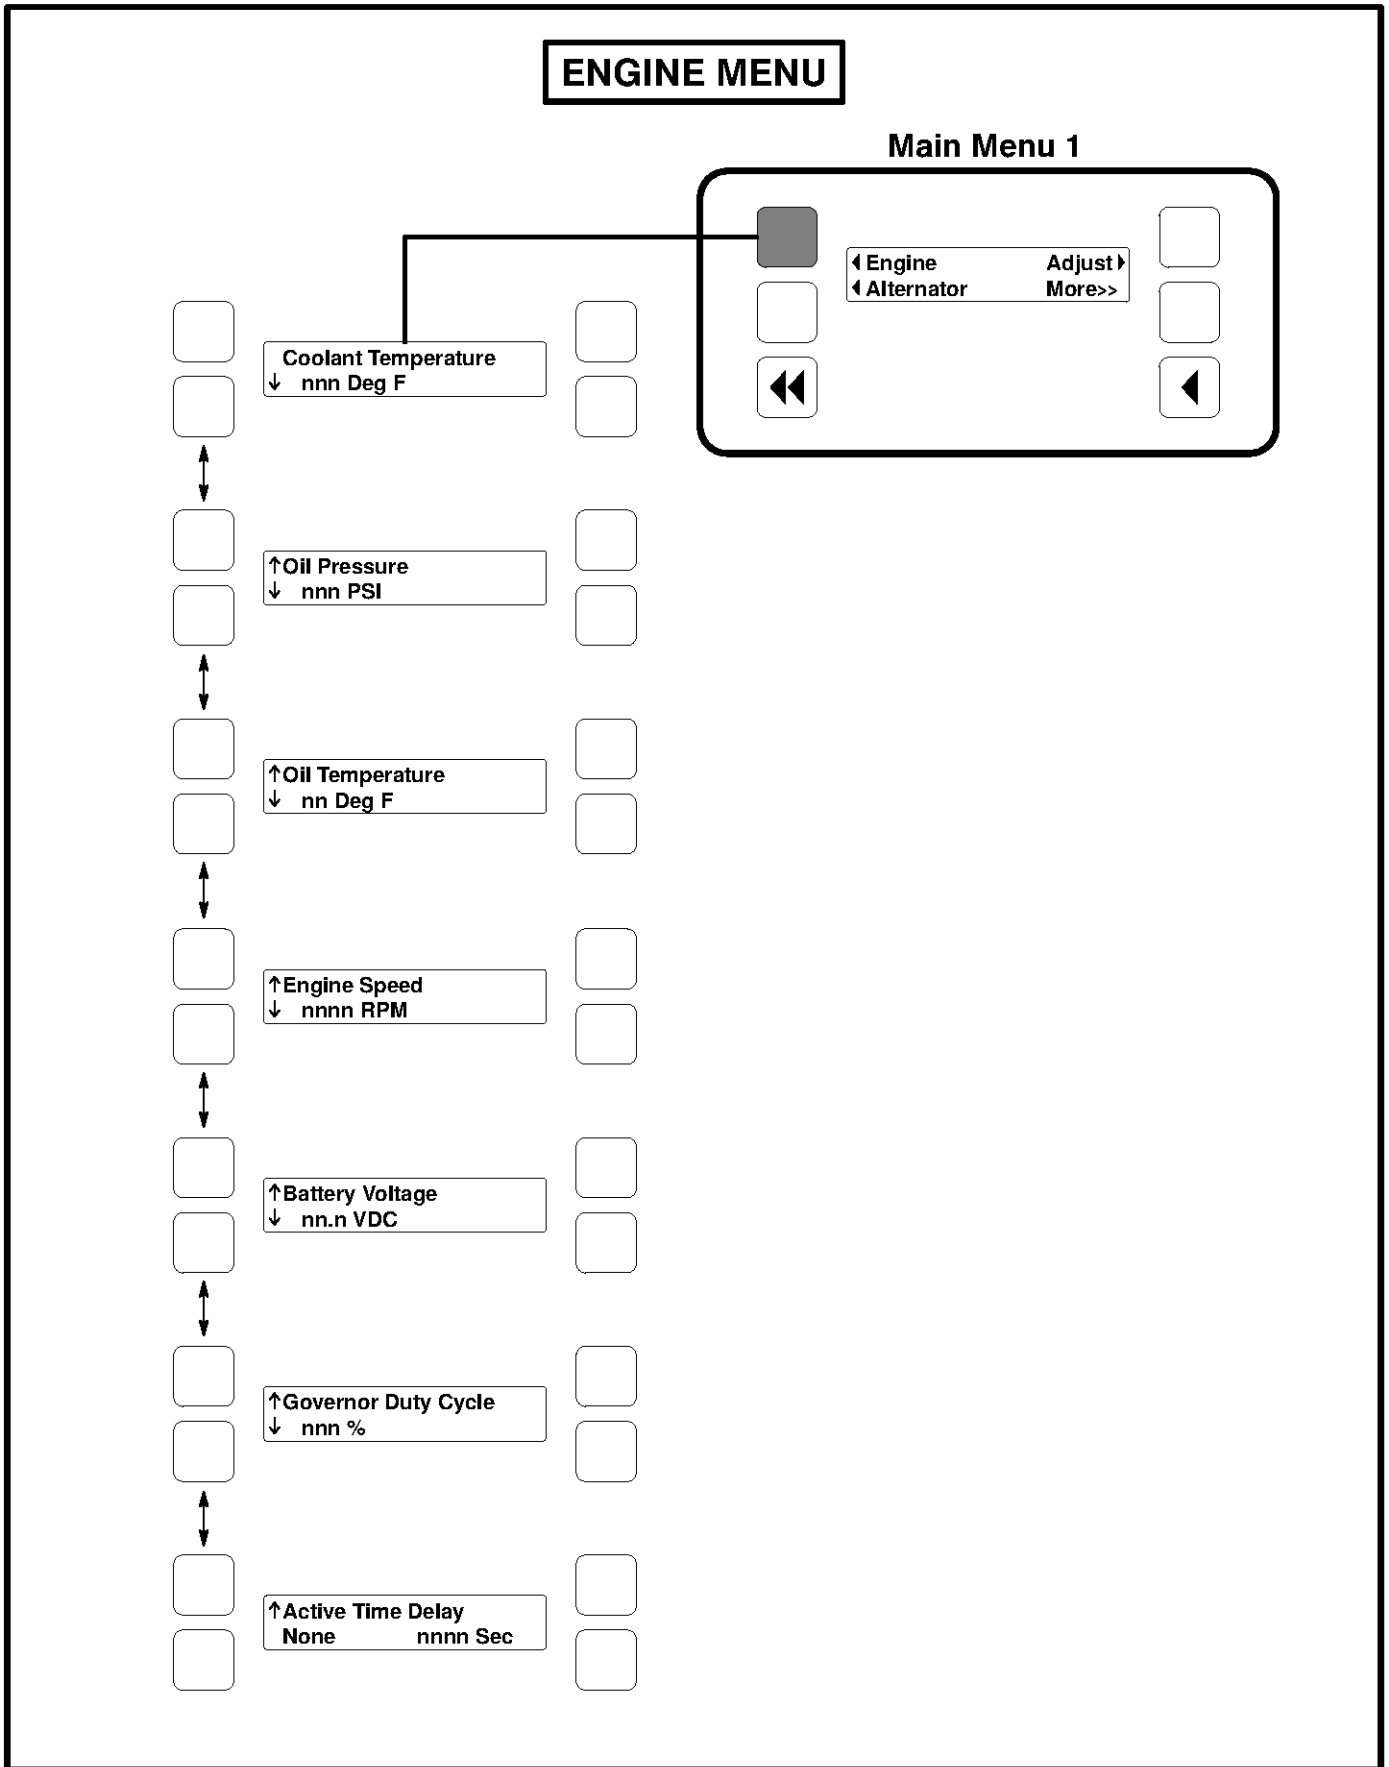 ENGINE MENU
Main Menu 1
◀Engine Adjust▶
◀Alternator More>>
Coolant Temperature
↓ nnn Deg F
↑Oil Pressure
↓ nnn PSI
↑Oil Temperature
↓ nn Deg F
↑Engine Speed
↓ nnnn RPM
↑Battery Voltage
↓ nn.n VDC
↑Governor Duty Cycle
↓ nnn %
↑Active Time Delay
None nnnn Sec